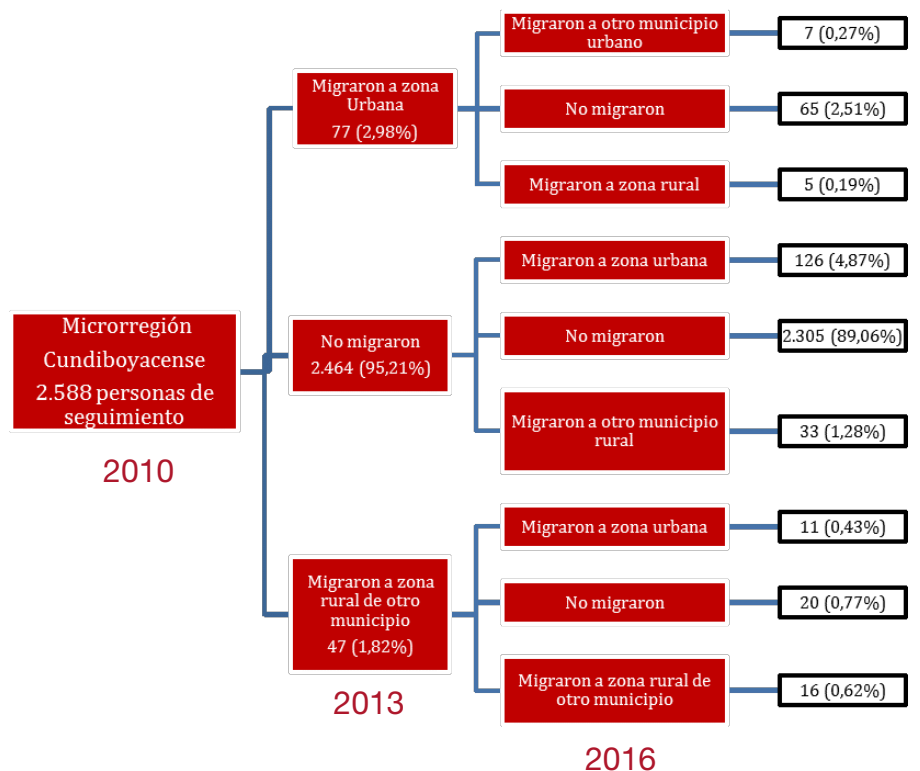 Microrregión
Cundiboyacense
2.588 personas de
seguimiento
2010
Migraron a zona
Urbana
77 (2,98%)
No migraron
2.464 (95,21%)
Migraron a zona
rural de otro
municipio
47 (1,82%)
2013
Migraron a otro municipio
urbano
7 (0,27%)
No migraron
65 (2,51%)
Migraron a zona rural
5 (0,19%)
Migraron a zona urbana
126 (4,87%)
No migraron
2.305 (89,06%)
Migraron a otro municipio
rural
33 (1,28%)
Migraron a zona urbana
11 (0,43%)
No migraron
20 (0,77%)
Migraron a zona rural de
otro municipio
16 (0,62%)
2016